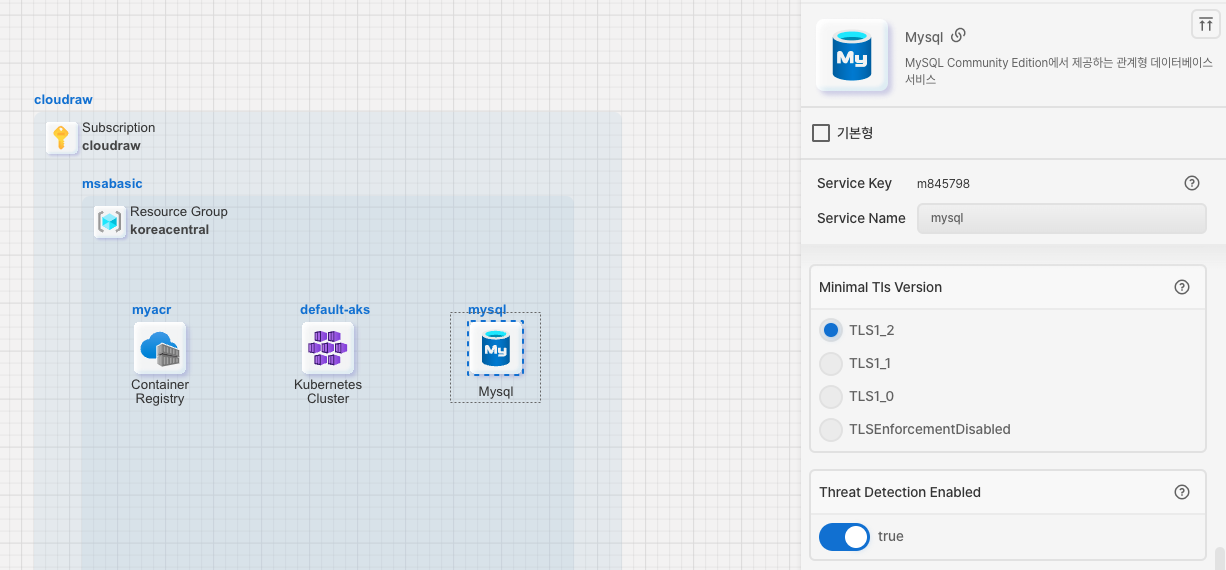 cloudraw
Subscription
cloudraw
msabasic
Resource Group
koreacentral
myacr
Container
Registry
default-aks
Kubernetes
Cluster
mysql
My
Mysql
My
Mysql
MySQL Community Edition에서 제공하는 관계형 데이터베이스
서비스
기본형
Service Key m845798
Service Name mysql
Minimal Tls Version
TLS1_2
TLS1_1
TLS1_0
TLSEnforcementDisabled
Threat Detection Enabled
true